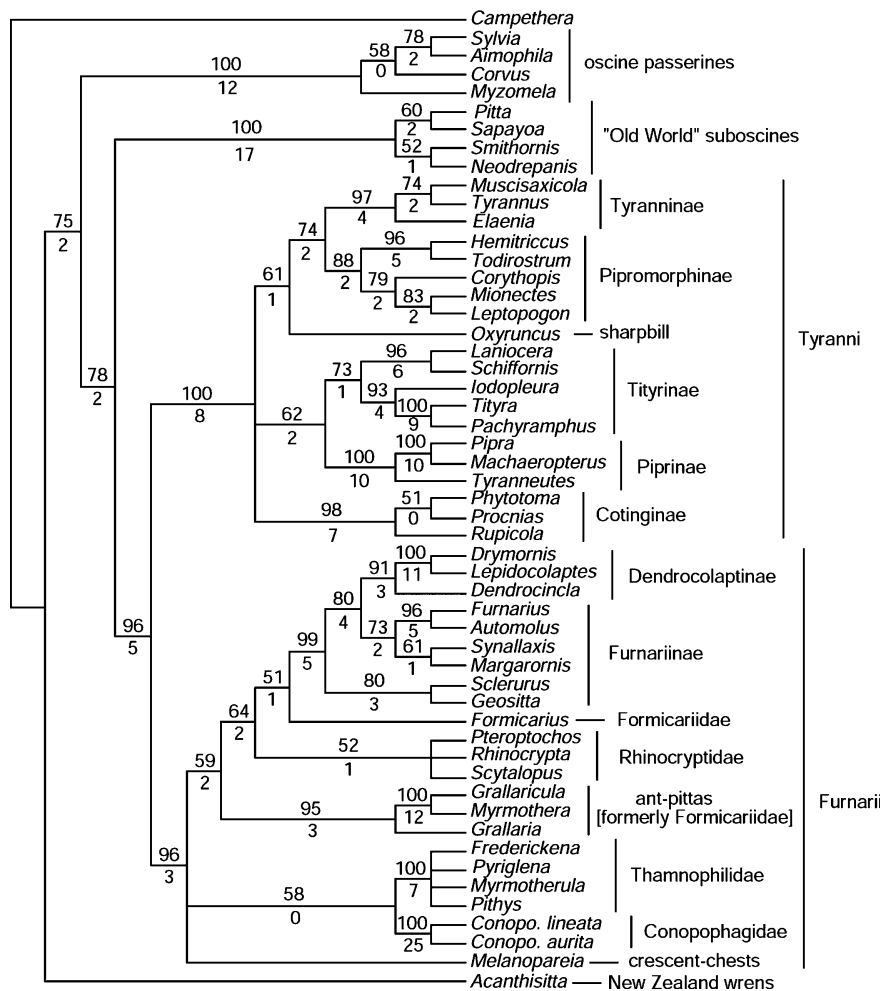 Campethera
Sylvia
78
58
Aimophila
2
100
oscine passerines
0
Corvus
12
Myzomela
60
Pitta
100
2
Sapayoa
"Old World" suboscines
17
52
Smithornis
1
Neodrepanis
74
Muscisaxicola
97
2
Tyrannus
Tyranninae
4
Elaenia
75
2
74
2
96
Hemitriccus
88
5
Todirostrum
2
79
Corythopis
Pipromorphinae
61
2
83
Mionectes
1
2
Leptopogon
Oxyruncus
sharpbill
Tyranni
96
Laniocera
73
6
Schiffornis
78
1
93
Iodopleura
Tityrinae
2
100
4
100
Tityra
8
62
9
Pachyramphus
2
100
Pipra
100
10
Machaeropterus
Piprinae
10
Tyranneutes
98
51
Phytotoma
7
0
Procnias
Cotinginae
Rupicola
100
Drymornis
91
11
Lepidocolaptes
Dendrocolaptinae
3
Dendrocincla
80
4
96
Furnarius
96
73
5
Automolus
5
99
2
61
Synallaxis
Furnariinae
5
1
Margarornis
80
Sclerurus
51
3
Geositta
1
64
Formicarius
Formicariidae
2
52
Pteroptochos
59
1
Rhinocrypta
Rhinocryptidae
2
Scytalopus
95
100
Grallaricula
ant-pittas
3
12
Myrmothera
[formerly Formicariidae]
Furnarii
Grallaria
96
3
Frederickena
100
Pyriglena
Thamnophilidae
58
7
Myrmotherula
0
Pithys
100
Conopo. lineata
Conopophagidae
25
Conopo. aurita
Melanopareia
crescent-chests
Acanthisitta
New Zealand wrens